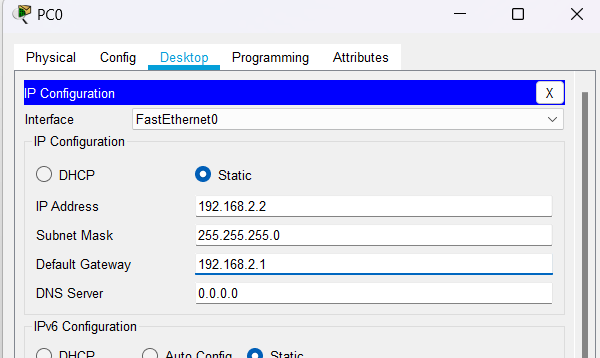 PC0
Physical Config Desktop Programming Attributes
IP Configuration X
Interface FastEthernet0
IP Configuration
DHCP Static
IP Address 192.168.2.2
Subnet Mask 255.255.255.0
Default Gateway 192.168.2.1
DNS Server 0.0.0.0
IPv6 Configuration
DHCP Auto Config Static